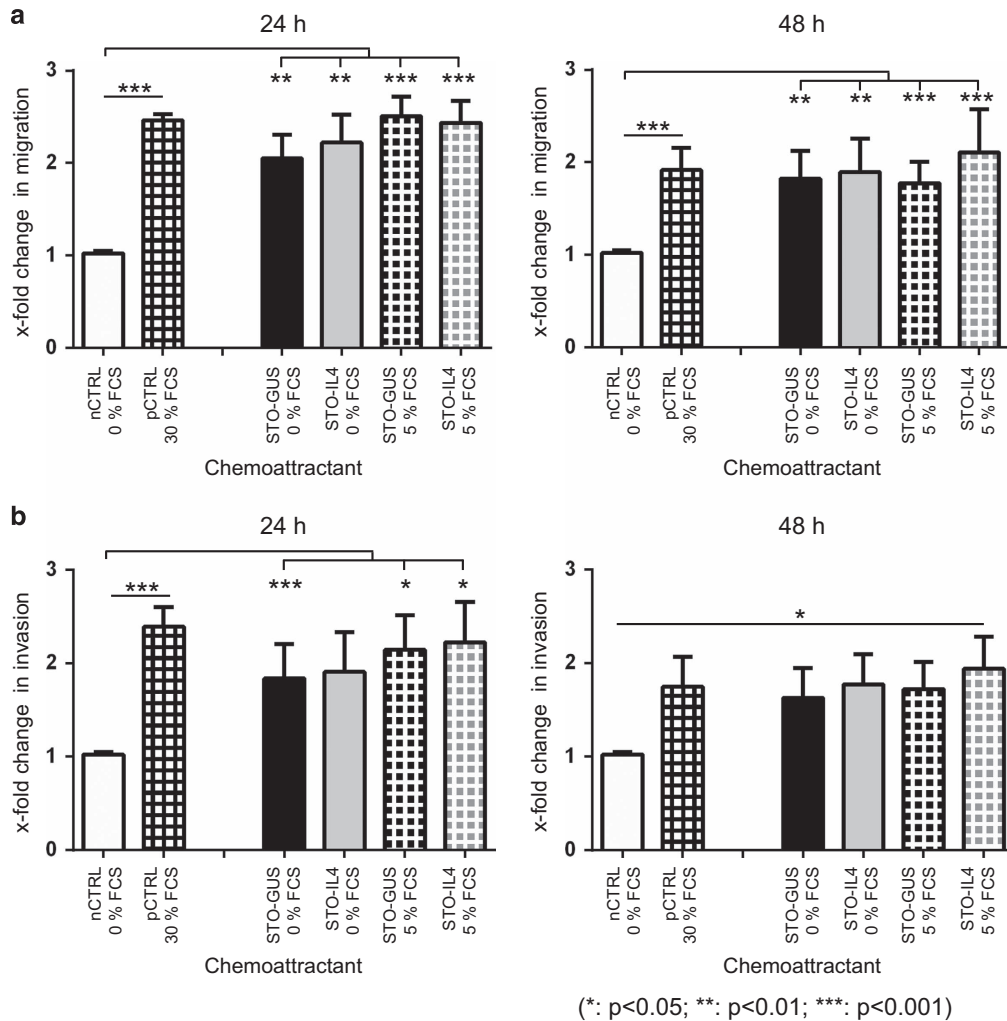 a
24 h
x-fold change in migration
3
2
1
0
***
**
**
***
***
nCTRL
0 % FCS
pCTRL
30 % FCS
STO-GUS
0 % FCS
STO-IL4
0 % FCS
STO-GUS
5 % FCS
STO-IL4
5 % FCS
Chemoattractant
48 h
x-fold change in migration
3
2
1
0
***
**
**
***
***
nCTRL
0 % FCS
pCTRL
30 % FCS
STO-GUS
0 % FCS
STO-IL4
0 % FCS
STO-GUS
5 % FCS
STO-IL4
5 % FCS
Chemoattractant
b
24 h
x-fold change in invasion
3
2
1
0
***
***
*
*
nCTRL
0 % FCS
pCTRL
30 % FCS
STO-GUS
0 % FCS
STO-IL4
0 % FCS
STO-GUS
5 % FCS
STO-IL4
5 % FCS
Chemoattractant
48 h
x-fold change in invasion
3
2
1
0
*
nCTRL
0 % FCS
pCTRL
30 % FCS
STO-GUS
0 % FCS
STO-IL4
0 % FCS
STO-GUS
5 % FCS
STO-IL4
5 % FCS
Chemoattractant
(*: p<0.05; **: p<0.01; ***: p<0.001)